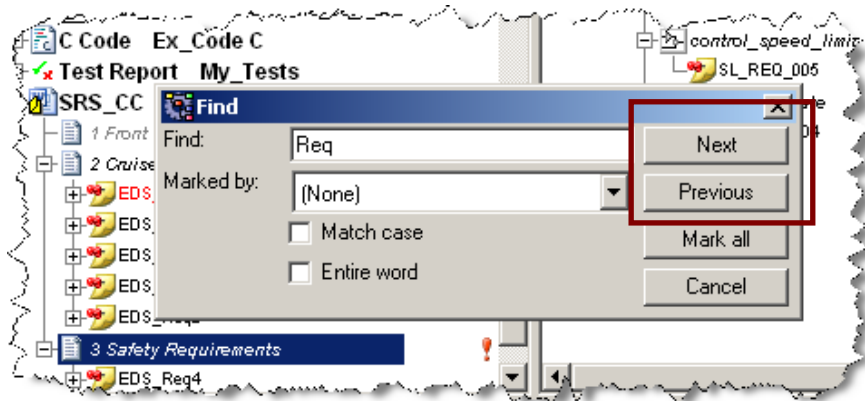 C Code Ex_Code C
Test Report My_Tests
SRS_CC
1 Front
2 Cruise
EDS_
EDS_
EDS_
EDS_
EDS_
3 Safety Requirements
EDS_Req4
Find
Find:
Req
Marked by:
(None)
Match case
Entire word
Next
Previous
Mark all
Cancel
control_speed_limit
SL_REQ_005